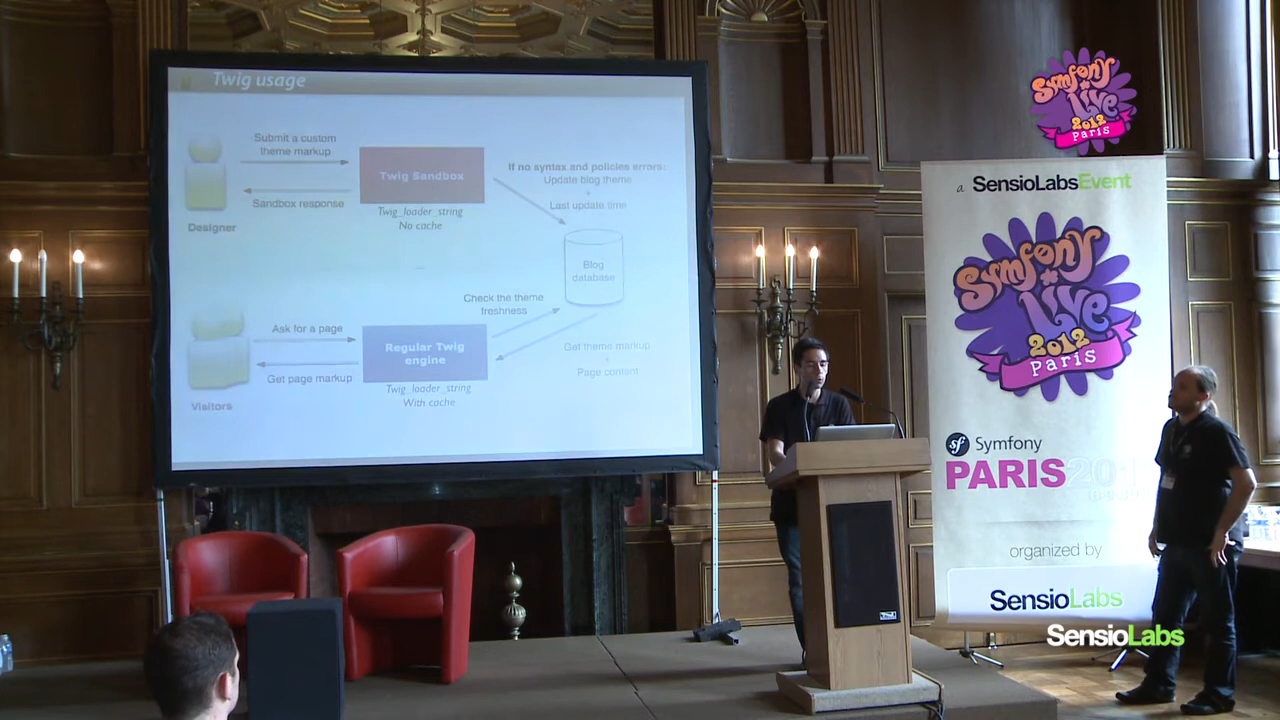 Twig usage
Submit a custom
theme markup
Sandbox response
Designer
Twig Sandbox
Twig_loader_string
No cache
If no syntax and policies errors:
Update blog theme
+
Last update time
Blog
database
Check the theme
freshness
Ask for a page
Get page markup
Visitors
Regular Twig
engine
Twig_loader_string
With cache
Get theme markup
+
Page content
Symfony
Live
2012
Paris
a SensioLabsEvent
Symfony
Live
2012
Paris
sf Symfony
PARIS
organized by
SensioLabs
SensioLabs